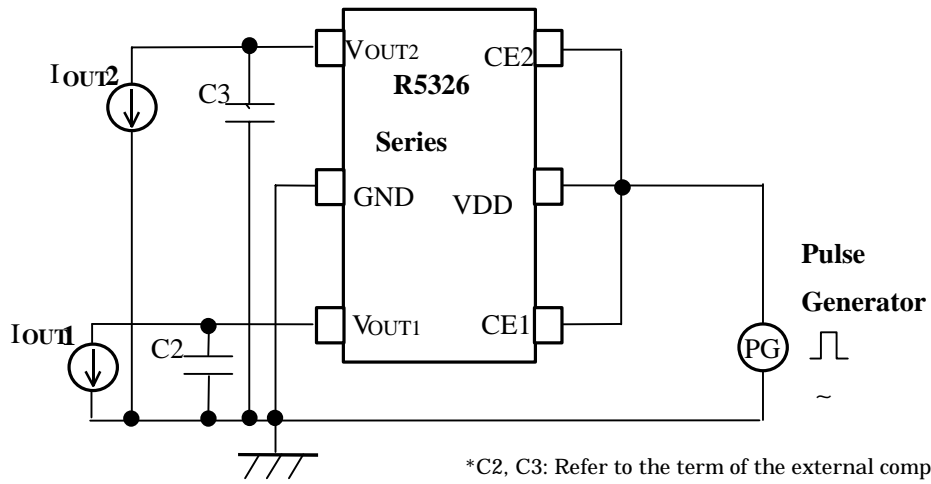 VOUT2
CE2
IOUT2
C3
R5326
Series
GND
VDD
Pulse
Generator
IOUT1
C2
VOUT1
CE1
PG
~
*C2, C3: Refer to the term of the external comp